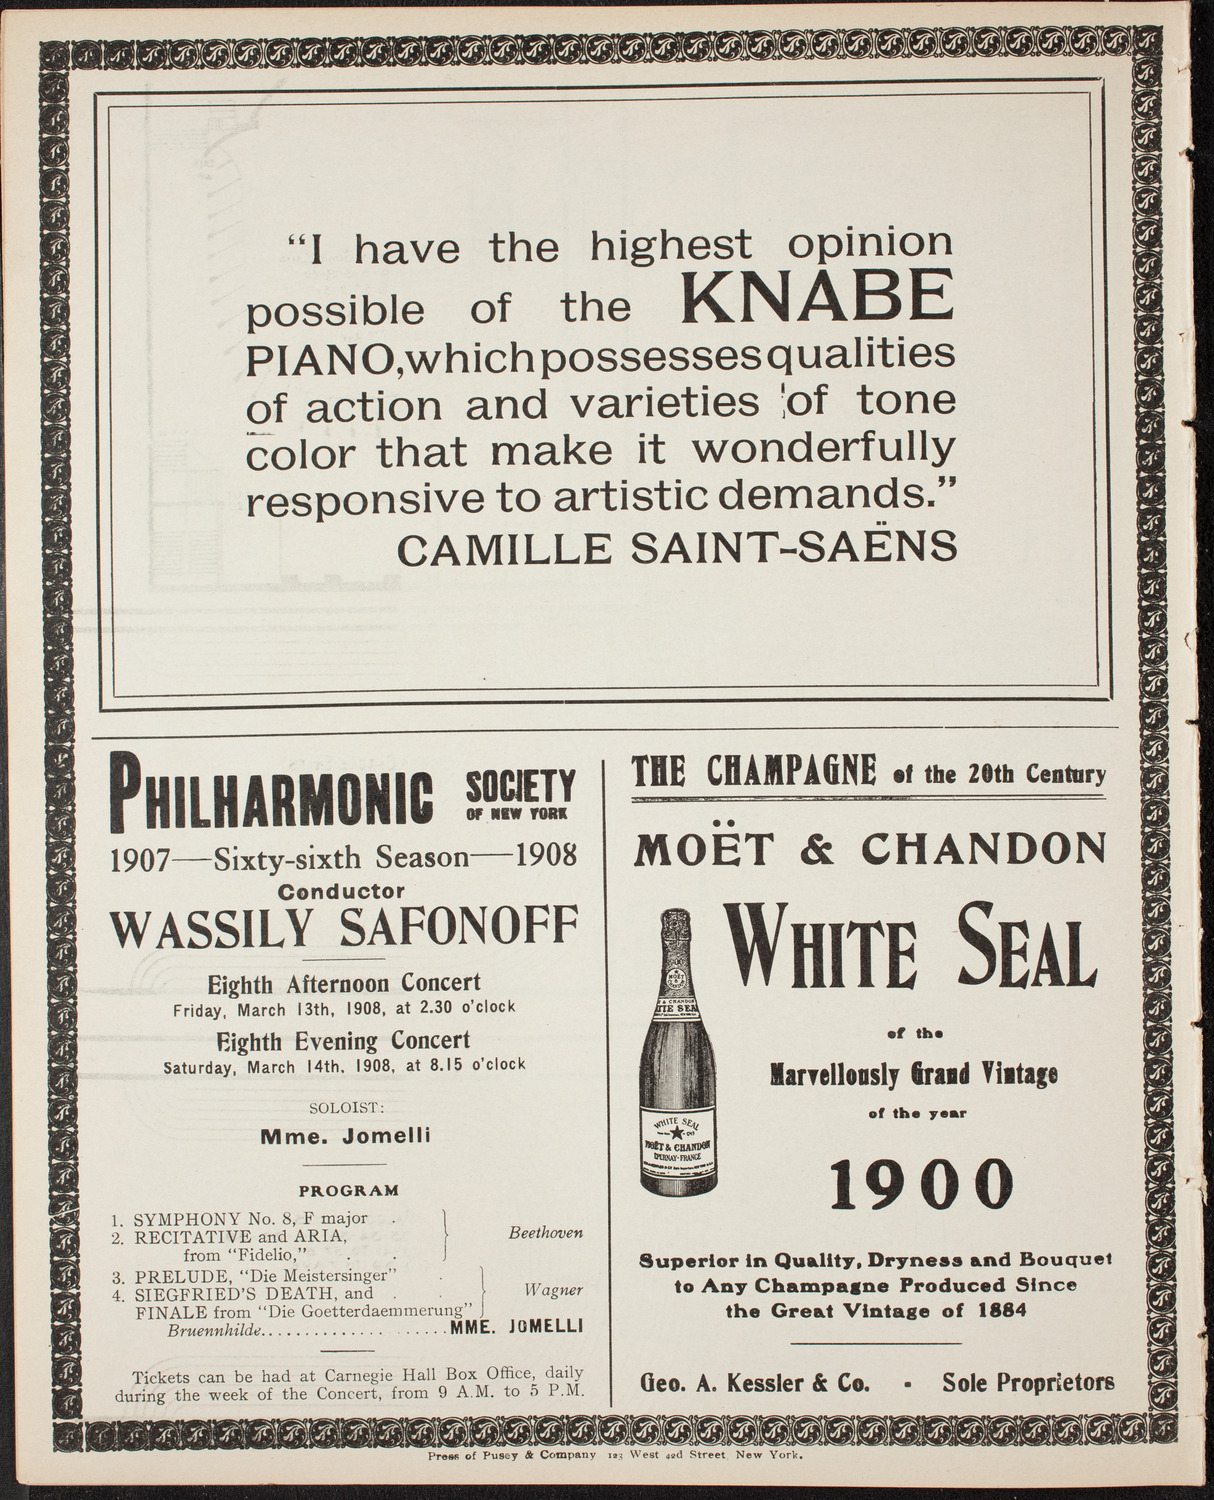 “I have the highest opinion
possible of the KNABE
PIANO, which possesses qualities
of action and varieties of tone
color that make it wonderfully
responsive to artistic demands.”
CAMILLE SAINT-SAËNS
PHILHARMONIC SOCIETY
OF NEW YORK
1907—Sixty-sixth Season—1908
Conductor
WASSILY SAFONOFF
Eighth Afternoon Concert
Friday, March 13th, 1908, at 2.30 o'clock
Eighth Evening Concert
Saturday, March 14th, 1908, at 8.15 o'clock
SOLOIST:
Mme. Jomelli
PROGRAM
1. SYMPHONY No. 8, F major .
2. RECITATIVE and ARIA,
from “Fidelio,” . .
Beethoven
3. PRELUDE, “Die Meistersinger” .
4. SIEGFRIED'S DEATH, and . .
FINALE from “Die Goetterdaemmerung”
Wagner
Bruennhilde.....................MME. JOMELLI
Tickets can be had at Carnegie Hall Box Office, daily
during the week of the Concert, from 9 A.M. to 5 P.M.
THE CHAMPAGNE of the 20th Century
MOËT & CHANDON
WHITE SEAL
of the
Marvellously Grand Vintage
of the year
1900
WHITE SEAL
MOËT & CHANDON
EPERNAY-FRANCE
Superior in Quality, Dryness and Bouquet
to Any Champagne Produced Since
the Great Vintage of 1884
Geo. A. Kessler & Co. - Sole Proprietors
Press of Pusey & Company 123 West 42d Street New York.